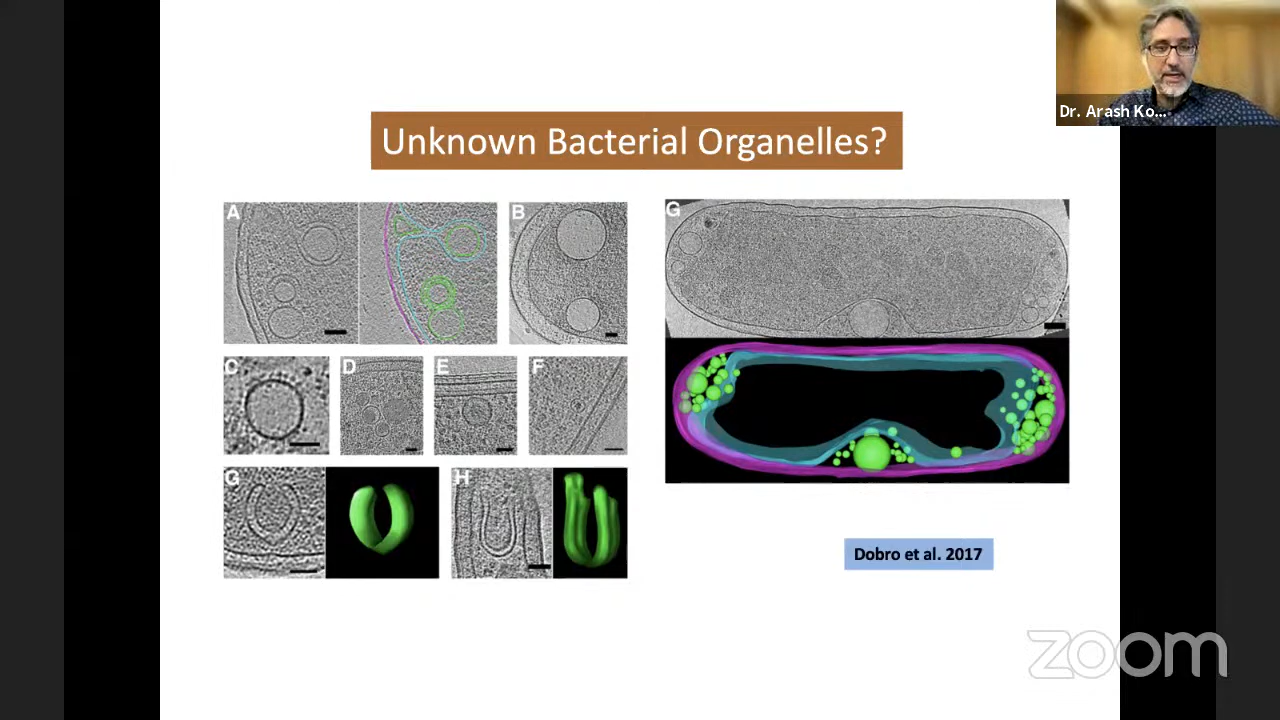 Dr. Arash Ko...
Unknown Bacterial Organelles?
A
B
G
C
D
E
F
G
H
Dobro et al. 2017
zoom